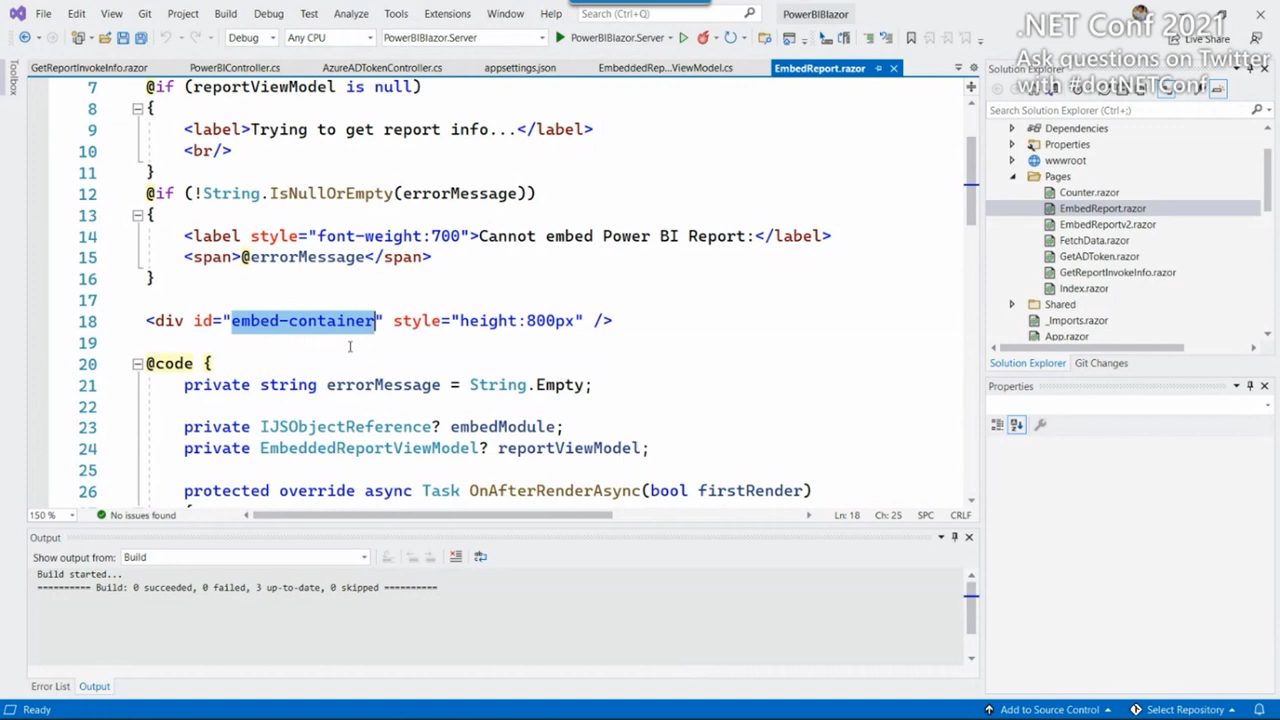 File Edit View Git Project Build Debug Test Analyze Tools Extensions Window Help Search (Ctrl+Q) PowerBIBlazor
.NET Conf 2021
Ask questions on Twitter
with #dotNETConf
Debug Any CPU PowerBIBlazor.Server PowerBIBlazor.Server Live Share
Toolbox
GetReportInvokeInfo.razor PowerBIController.cs AzureADTokenController.cs appsettings.json EmbeddedRep...ViewModel.cs EmbedReport.razor
7 @if (reportViewModel is null)
8 {
9 <label>Trying to get report info...</label>
10 <br/>
11 }
12 @if (!String.IsNullOrEmpty(errorMessage))
13 {
14 <label style="font-weight:700">Cannot embed Power BI Report:</label>
15 <span>@errorMessage</span>
16 }
17
18 <div id="embed-container" style="height:800px" />
19
20 @code {
21 private string errorMessage = String.Empty;
22
23 private IJSObjectReference? embedModule;
24 private EmbeddedReportViewModel? reportViewModel;
25
26 protected override async Task OnAfterRenderAsync(bool firstRender)
150 % No issues found Ln: 18 Ch: 25 SPC CRLF
Output
Show output from: Build
Build started...
========== Build: 0 succeeded, 0 failed, 3 up-to-date, 0 skipped ==========
Error List Output
Solution Explorer
Search Solution Explorer (Ctrl+;)
Dependencies
Properties
wwwroot
Pages
Counter.razor
EmbedReport.razor
EmbedReportv2.razor
FetchData.razor
GetADToken.razor
GetReportInvokeInfo.razor
Index.razor
Shared
_Imports.razor
App.razor
Solution Explorer Git Changes
Properties
Ready Add to Source Control Select Repository